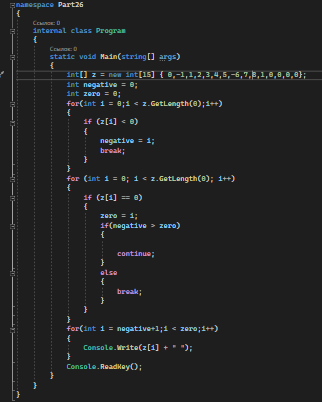 namespace Part26
{
Ссылок: 0
internal class Program
{
Ссылок: 0
static void Main(string[] args)
{
int[] z = new int[15] { 0,-1,1,2,3,4,5,-6,7,8,1,0,0,0,0};
int negative = 0;
int zero = 0;
for(int i = 0;i < z.GetLength(0);i++)
{
if (z[i] < 0)
{
negative = i;
break;
}
}
for (int i = 0; i < z.GetLength(0); i++)
{
if (z[i] == 0)
{
zero = i;
if(negative > zero)
{
continue;
}
else
{
break;
}
}
}
for(int i = negative+1;i < zero;i++)
{
Console.Write(z[i] + " ");
}
Console.ReadKey();
}
}
}